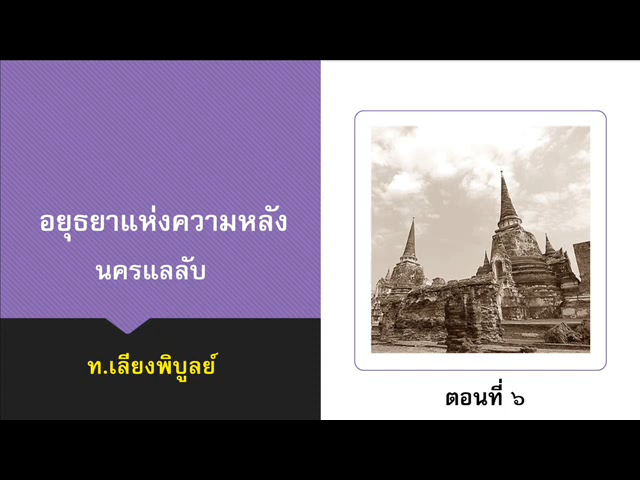 อยุธยาแห่งความหลัง
นครแลลับ
ท.เลียงพิบูลย์
ตอนที่ ๖